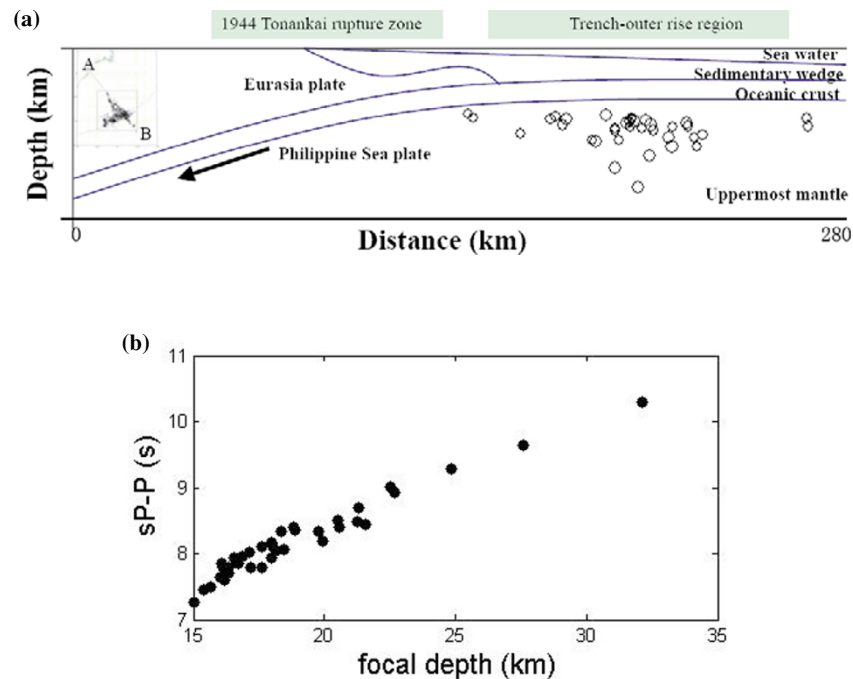 (a)
1944 Tonankai rupture zone
Trench-outer rise region
Sea water
A
Sedimentary wedge
Eurasia plate
Oceanic crust
B
Philippine Sea plate
Depth (km)
Uppermost mantle
0
Distance (km)
280
(b)
11
10
9
8
7
sP-P (s)
15
20
25
30
35
focal depth (km)